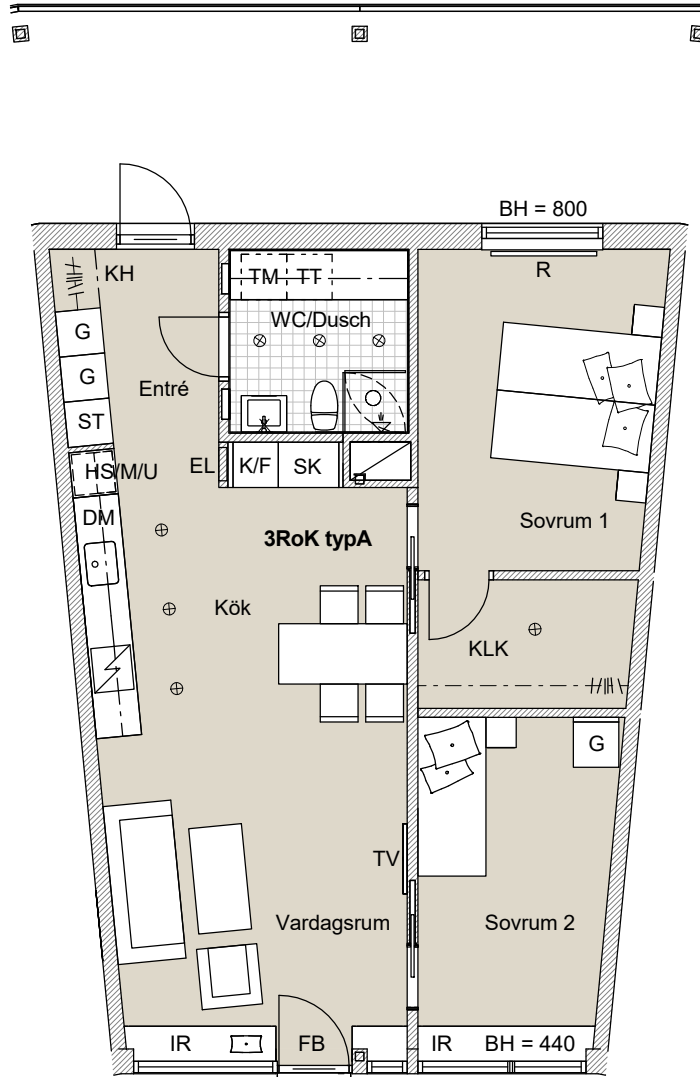 BH = 800
R
KH
TM TT
WC/Dusch
G
G
Entré
ST
HS/M/U
EL
K/F
SK
DM
Sovrum 1
3RoK typA
Kök
KLK
G
TV
Vardagsrum
Sovrum 2
IR
FB
IR
BH = 440